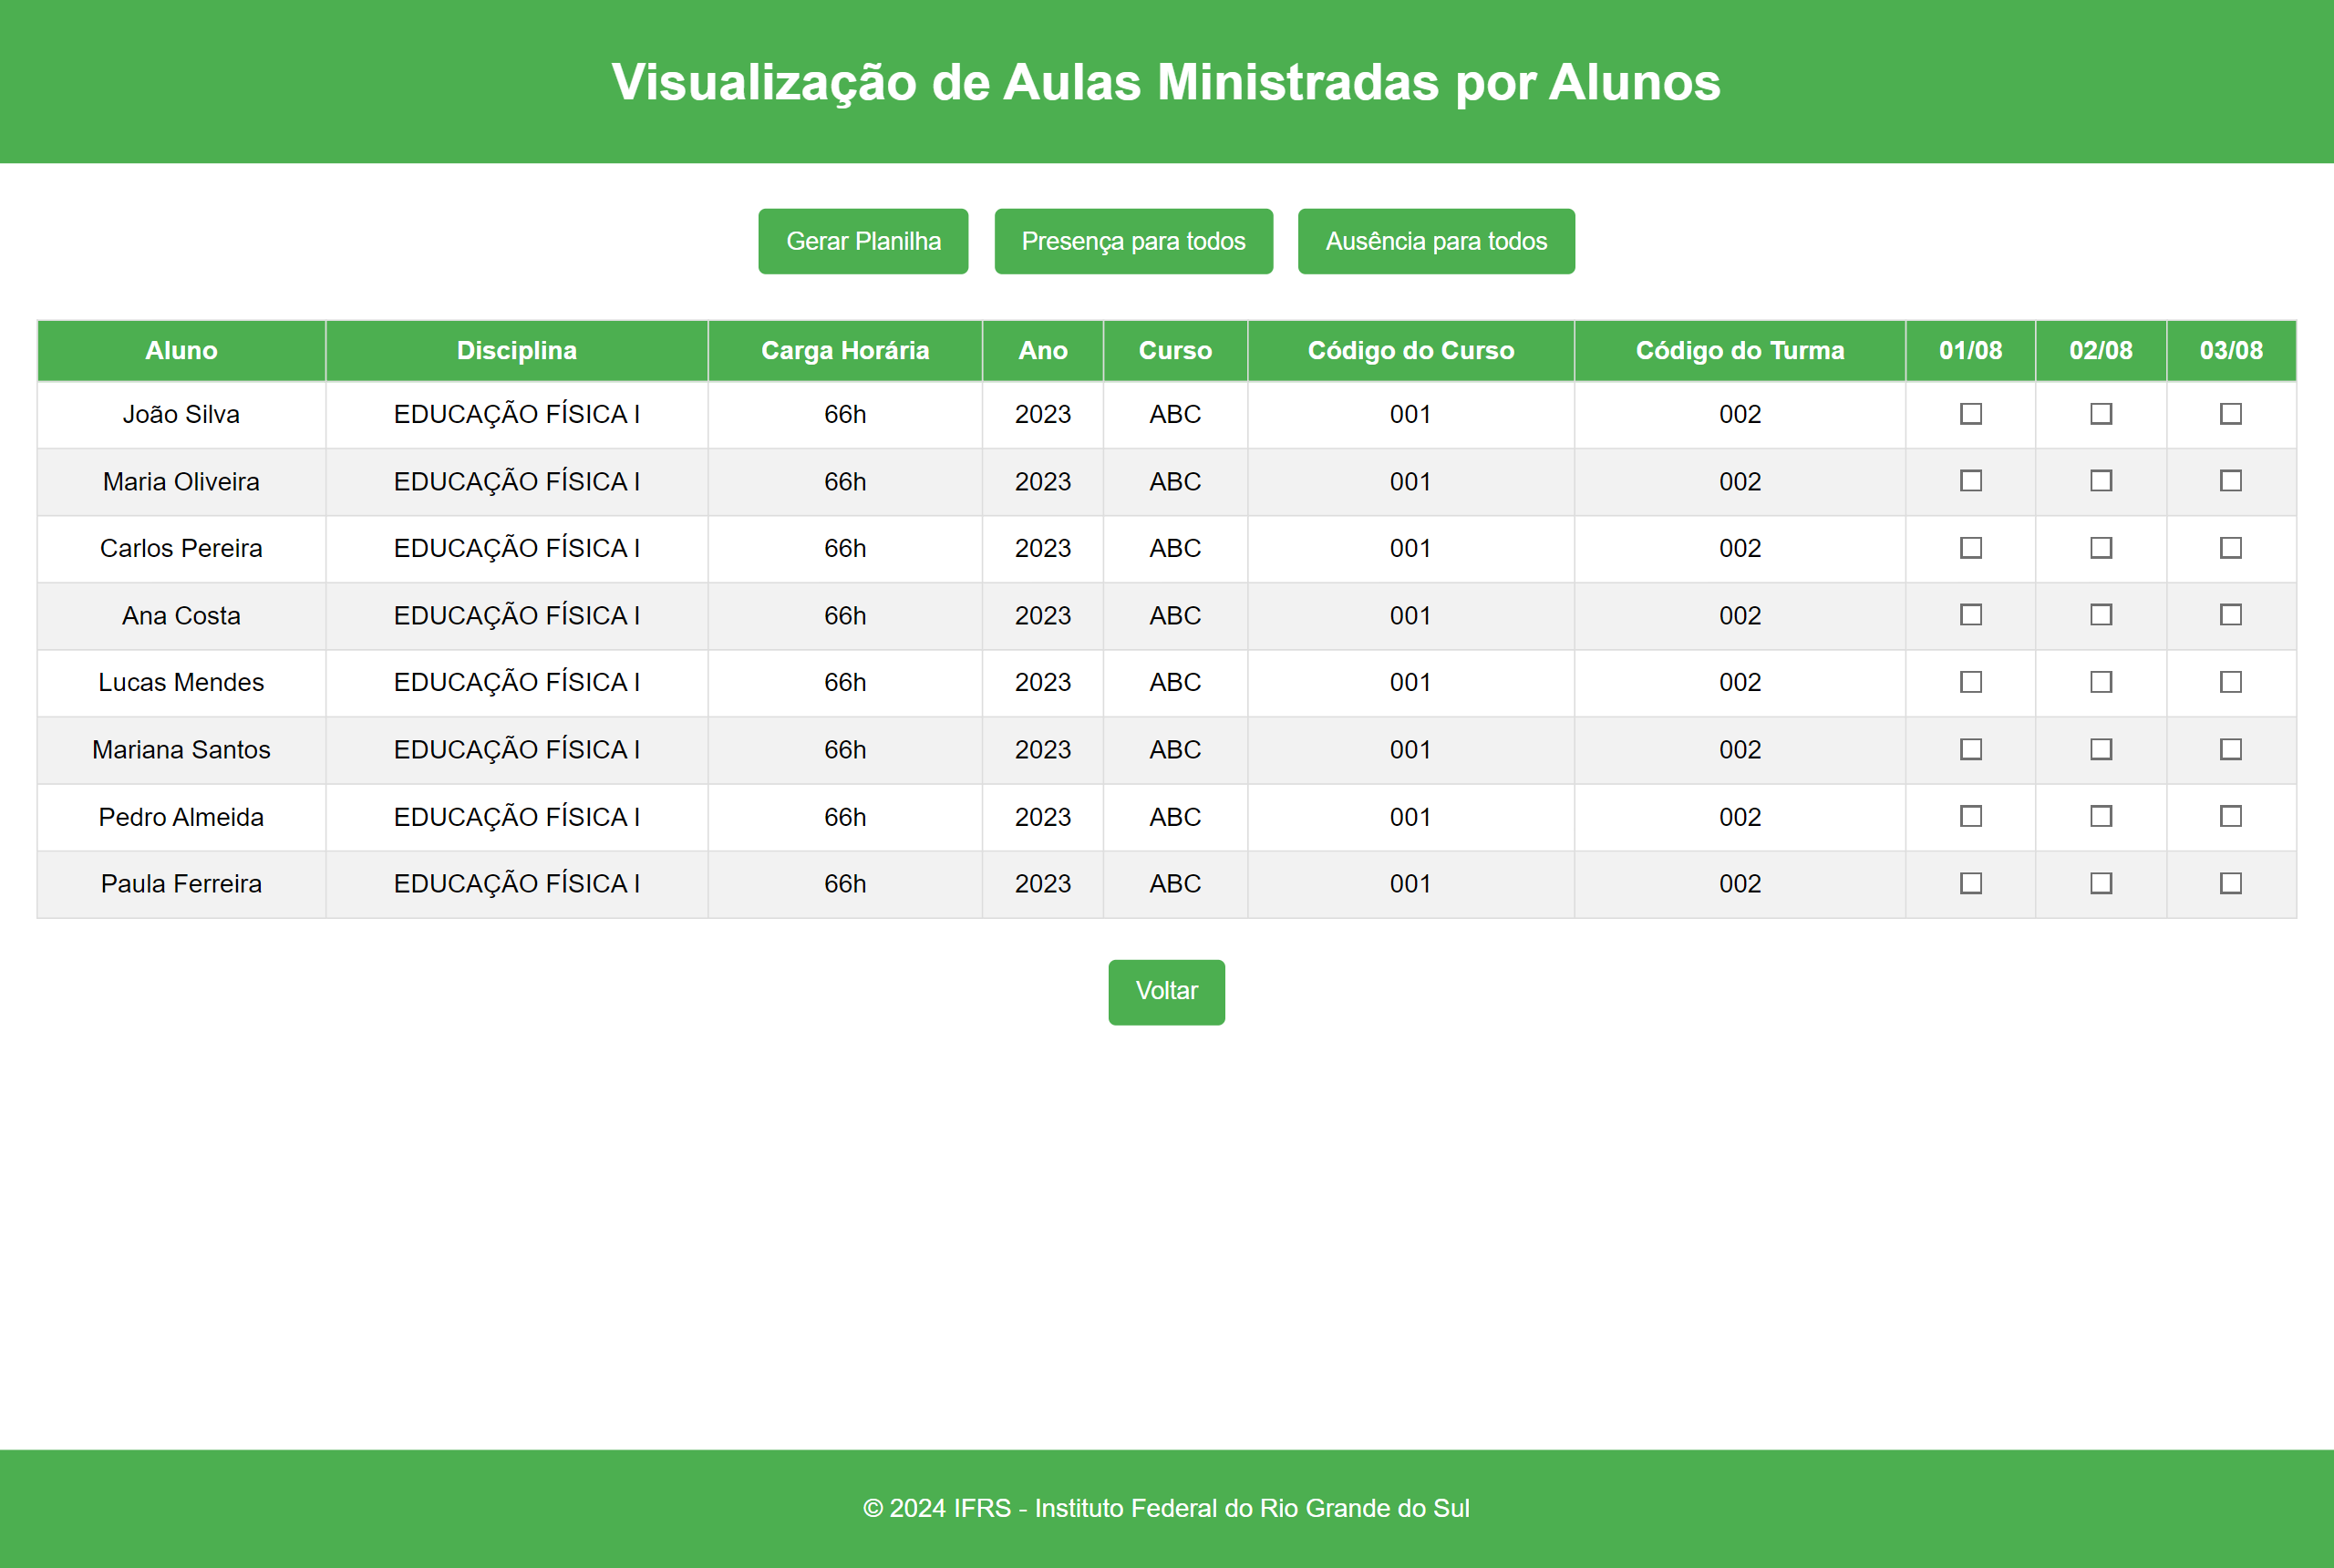 Visualização de Aulas Ministradas por Alunos
Gerar Planilha Presença para todos Ausência para todos
Aluno Disciplina Carga Horária Ano Curso Código do Curso Código do Turma 01/08 02/08 03/08
João Silva EDUCAÇÃO FÍSICA I 66h 2023 ABC 001 002
Maria Oliveira EDUCAÇÃO FÍSICA I 66h 2023 ABC 001 002
Carlos Pereira EDUCAÇÃO FÍSICA I 66h 2023 ABC 001 002
Ana Costa EDUCAÇÃO FÍSICA I 66h 2023 ABC 001 002
Lucas Mendes EDUCAÇÃO FÍSICA I 66h 2023 ABC 001 002
Mariana Santos EDUCAÇÃO FÍSICA I 66h 2023 ABC 001 002
Pedro Almeida EDUCAÇÃO FÍSICA I 66h 2023 ABC 001 002
Paula Ferreira EDUCAÇÃO FÍSICA I 66h 2023 ABC 001 002
Voltar
© 2024 IFRS - Instituto Federal do Rio Grande do Sul